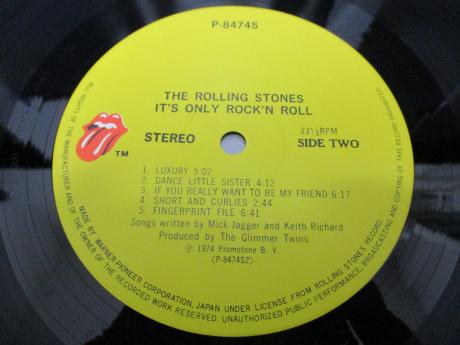 P-8474S
THE ROLLING STONES
IT'S ONLY ROCK'N ROLL
TM
STEREO
33⅓RPM
SIDE TWO
1. LUXURY 5:02
2. DANCE LITTLE SISTER 4:12
3. IF YOU REALLY WANT TO BE MY FRIEND 6:17
4. SHORT AND CURLIES 2:44
5. FINGERPRINT FILE 6:41
Songs written by Mick Jagger and Keith Richard
Produced by The Glimmer Twins
℗ 1974 Promotone B. V.
(P-8474S2)
MADE BY WARNER-PIONEER CORPORATION, JAPAN UNDER LICENSE FROM ROLLING STONES RECORD.
ALL RIGHTS OF THE MANUFACTURER AND OF THE OWNER OF THE RECORDED WORK RESERVED. UNAUTHORIZED PUBLIC PERFORMANCE, BROADCASTING AND COPYING OF THIS RECORD PROHIBITED.